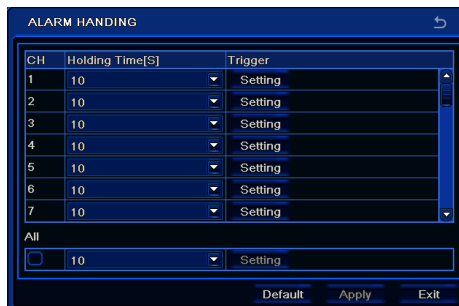 ALARM HANDING
CH Holding Time[S] Trigger
1 10 Setting
2 10 Setting
3 10 Setting
4 10 Setting
5 10 Setting
6 10 Setting
7 10 Setting
All
10 Setting
Default Apply Exit